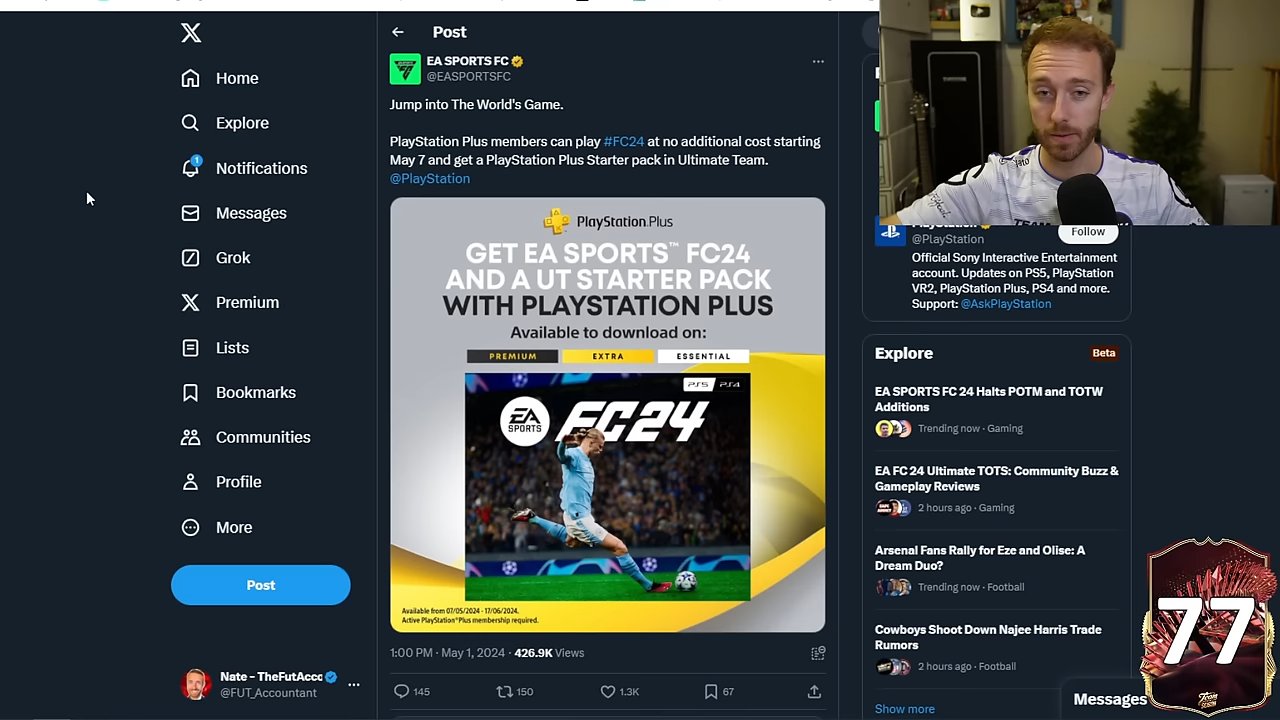 Home
Explore
Notifications
1
Messages
Grok
Premium
Lists
Bookmarks
Communities
Profile
More
Post
Nate - TheFutAcc
@FUT_Accountant
Post
EA SPORTS FC
@EASPORTSFC
Jump into The World's Game.
PlayStation Plus members can play #FC24 at no additional cost starting
May 7 and get a PlayStation Plus Starter pack in Ultimate Team.
@PlayStation
PlayStation.Plus
GET EA SPORTS™ FC24
AND A UT STARTER PACK
WITH PLAYSTATION PLUS
Available to download on:
PREMIUM
EXTRA
ESSENTIAL
PS5 PS4
EA SPORTS FC24
Available from 07/05/2024 - 17/06/2024.
Active PlayStation®Plus membership required.
1:00 PM · May 1, 2024 · 426.9K Views
145
150
1.3K
67
@PlayStation
Follow
Official Sony Interactive Entertainment
account. Updates on PS5, PlayStation
VR2, PlayStation Plus, PS4 and more.
Support: @AskPlayStation
Explore
Beta
EA SPORTS FC 24 Halts POTM and TOTW
Additions
Trending now · Gaming
EA FC 24 Ultimate TOTS: Community Buzz &
Gameplay Reviews
2 hours ago · Gaming
Arsenal Fans Rally for Eze and Olise: A
Dream Duo?
Trending now · Football
Cowboys Shoot Down Najee Harris Trade
Rumors
2 hours ago · Football
Show more
Messages
77